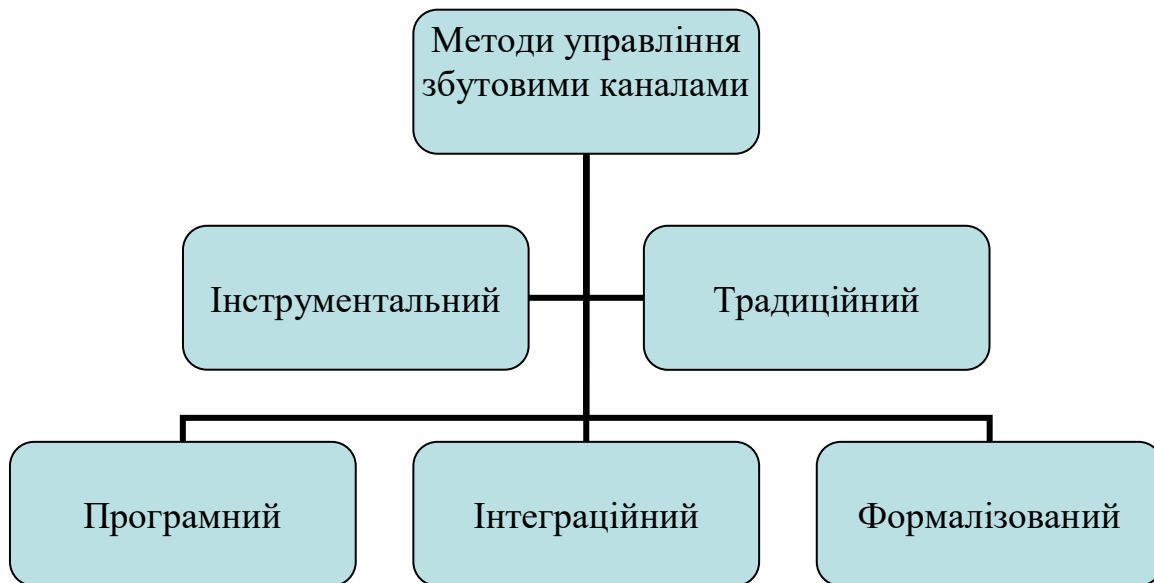 Методи управління
збутовими каналами
Інструментальний
Традиційний
Програмний
Інтеграційний
Формалізований